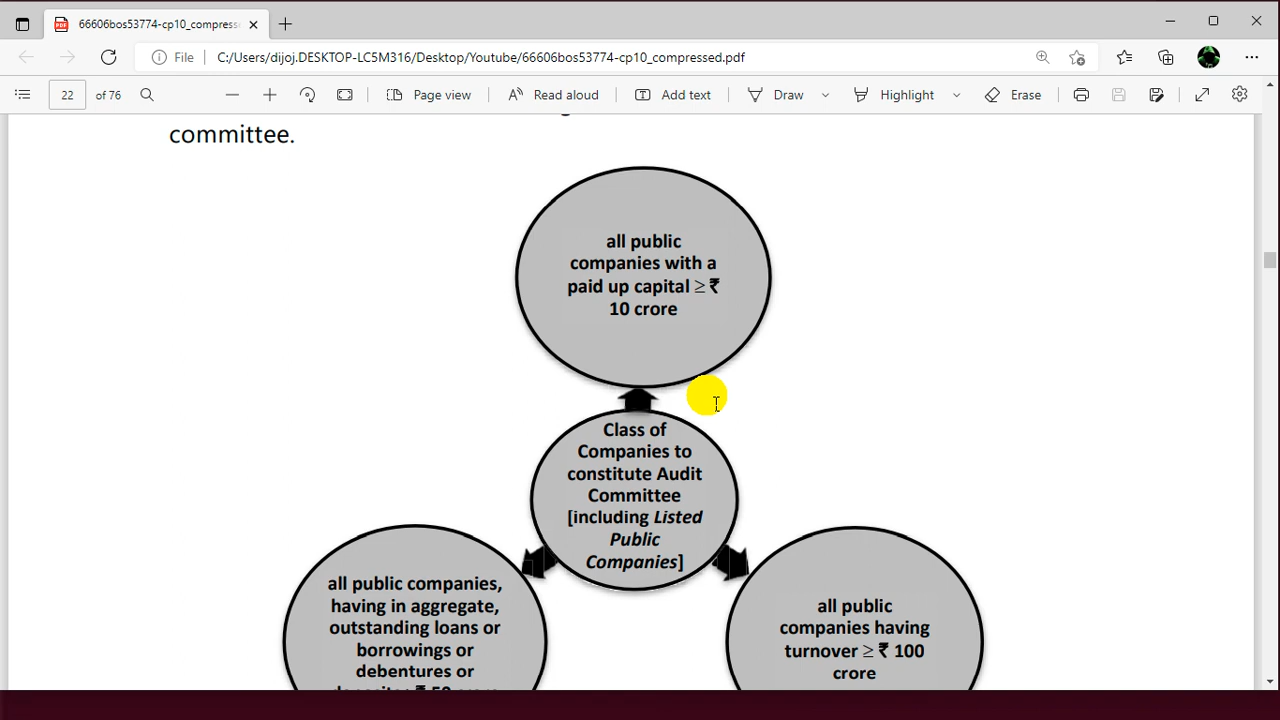 66606bos53774-cp10_compress
File
C:/Users/dijoj.DESKTOP-LC5M316/Desktop/Youtube/66606bos53774-cp10_compressed.pdf
22 of 76
Page view
Read aloud
Add text
Draw
Highlight
Erase
committee.
all public
companies with a
paid up capital ≥ ₹
10 crore
Class of
Companies to
constitute Audit
Committee
[including Listed
Public
Companies]
all public companies,
having in aggregate,
outstanding loans or
borrowings or
debentures or
all public
companies having
turnover ≥ ₹ 100
crore